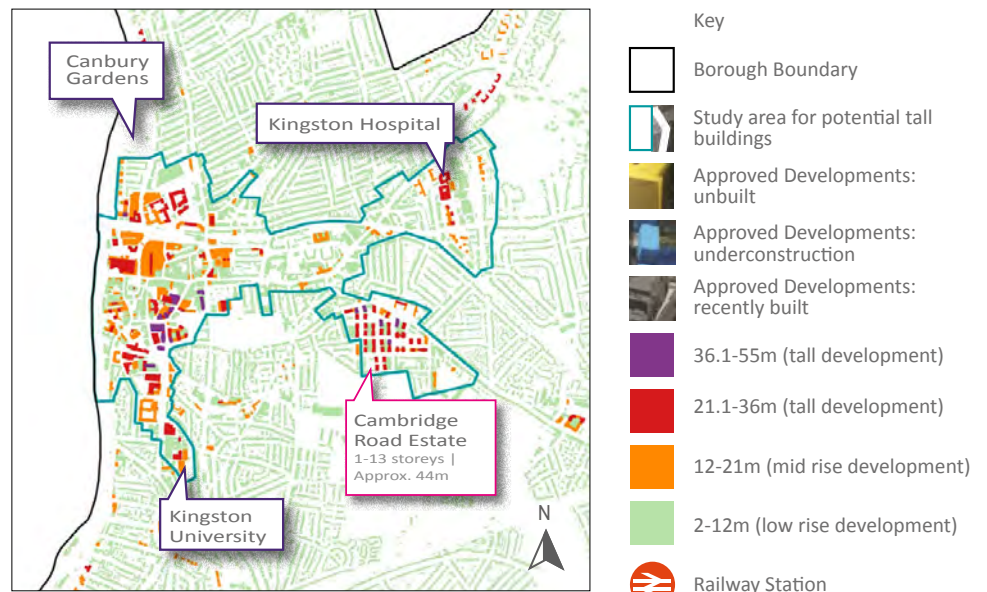 Canbury
Gardens
Kingston Hospital
Cambridge
Road Estate
1-13 storeys |
Approx. 44m
Kingston
University
N
Key
Borough Boundary
Study area for potential tall
buildings
Approved Developments:
unbuilt
Approved Developments:
underconstruction
Approved Developments:
recently built
36.1-55m (tall development)
21.1-36m (tall development)
12-21m (mid rise development)
2-12m (low rise development)
Railway Station